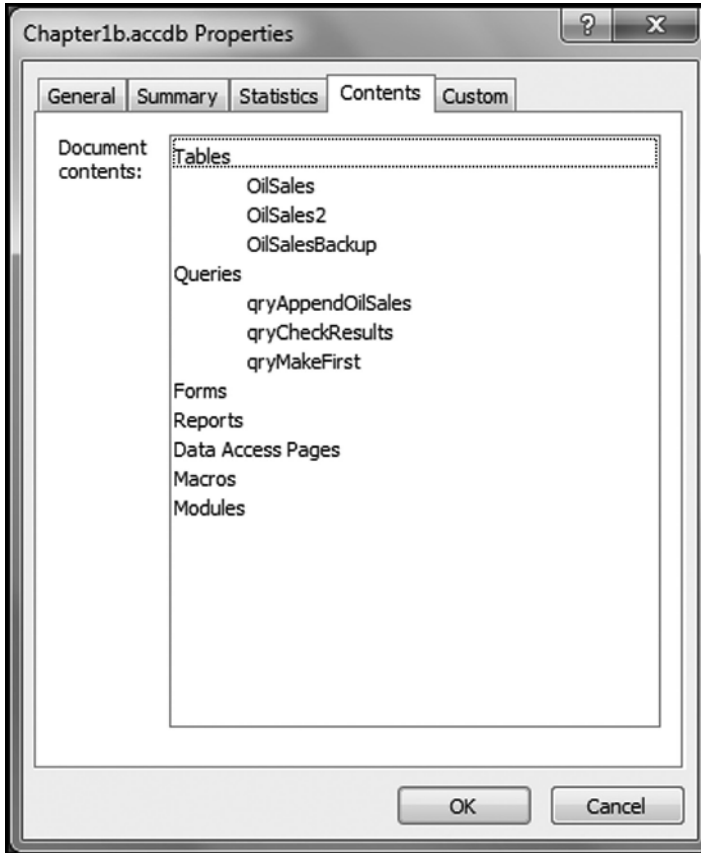 Chapter1b.accdb Properties
?
X
General Summary Statistics Contents Custom
Document
contents:
Tables
OilSales
OilSales2
OilSalesBackup
Queries
qryAppendOilSales
qryCheckResults
qryMakeFirst
Forms
Reports
Data Access Pages
Macros
Modules
OK Cancel